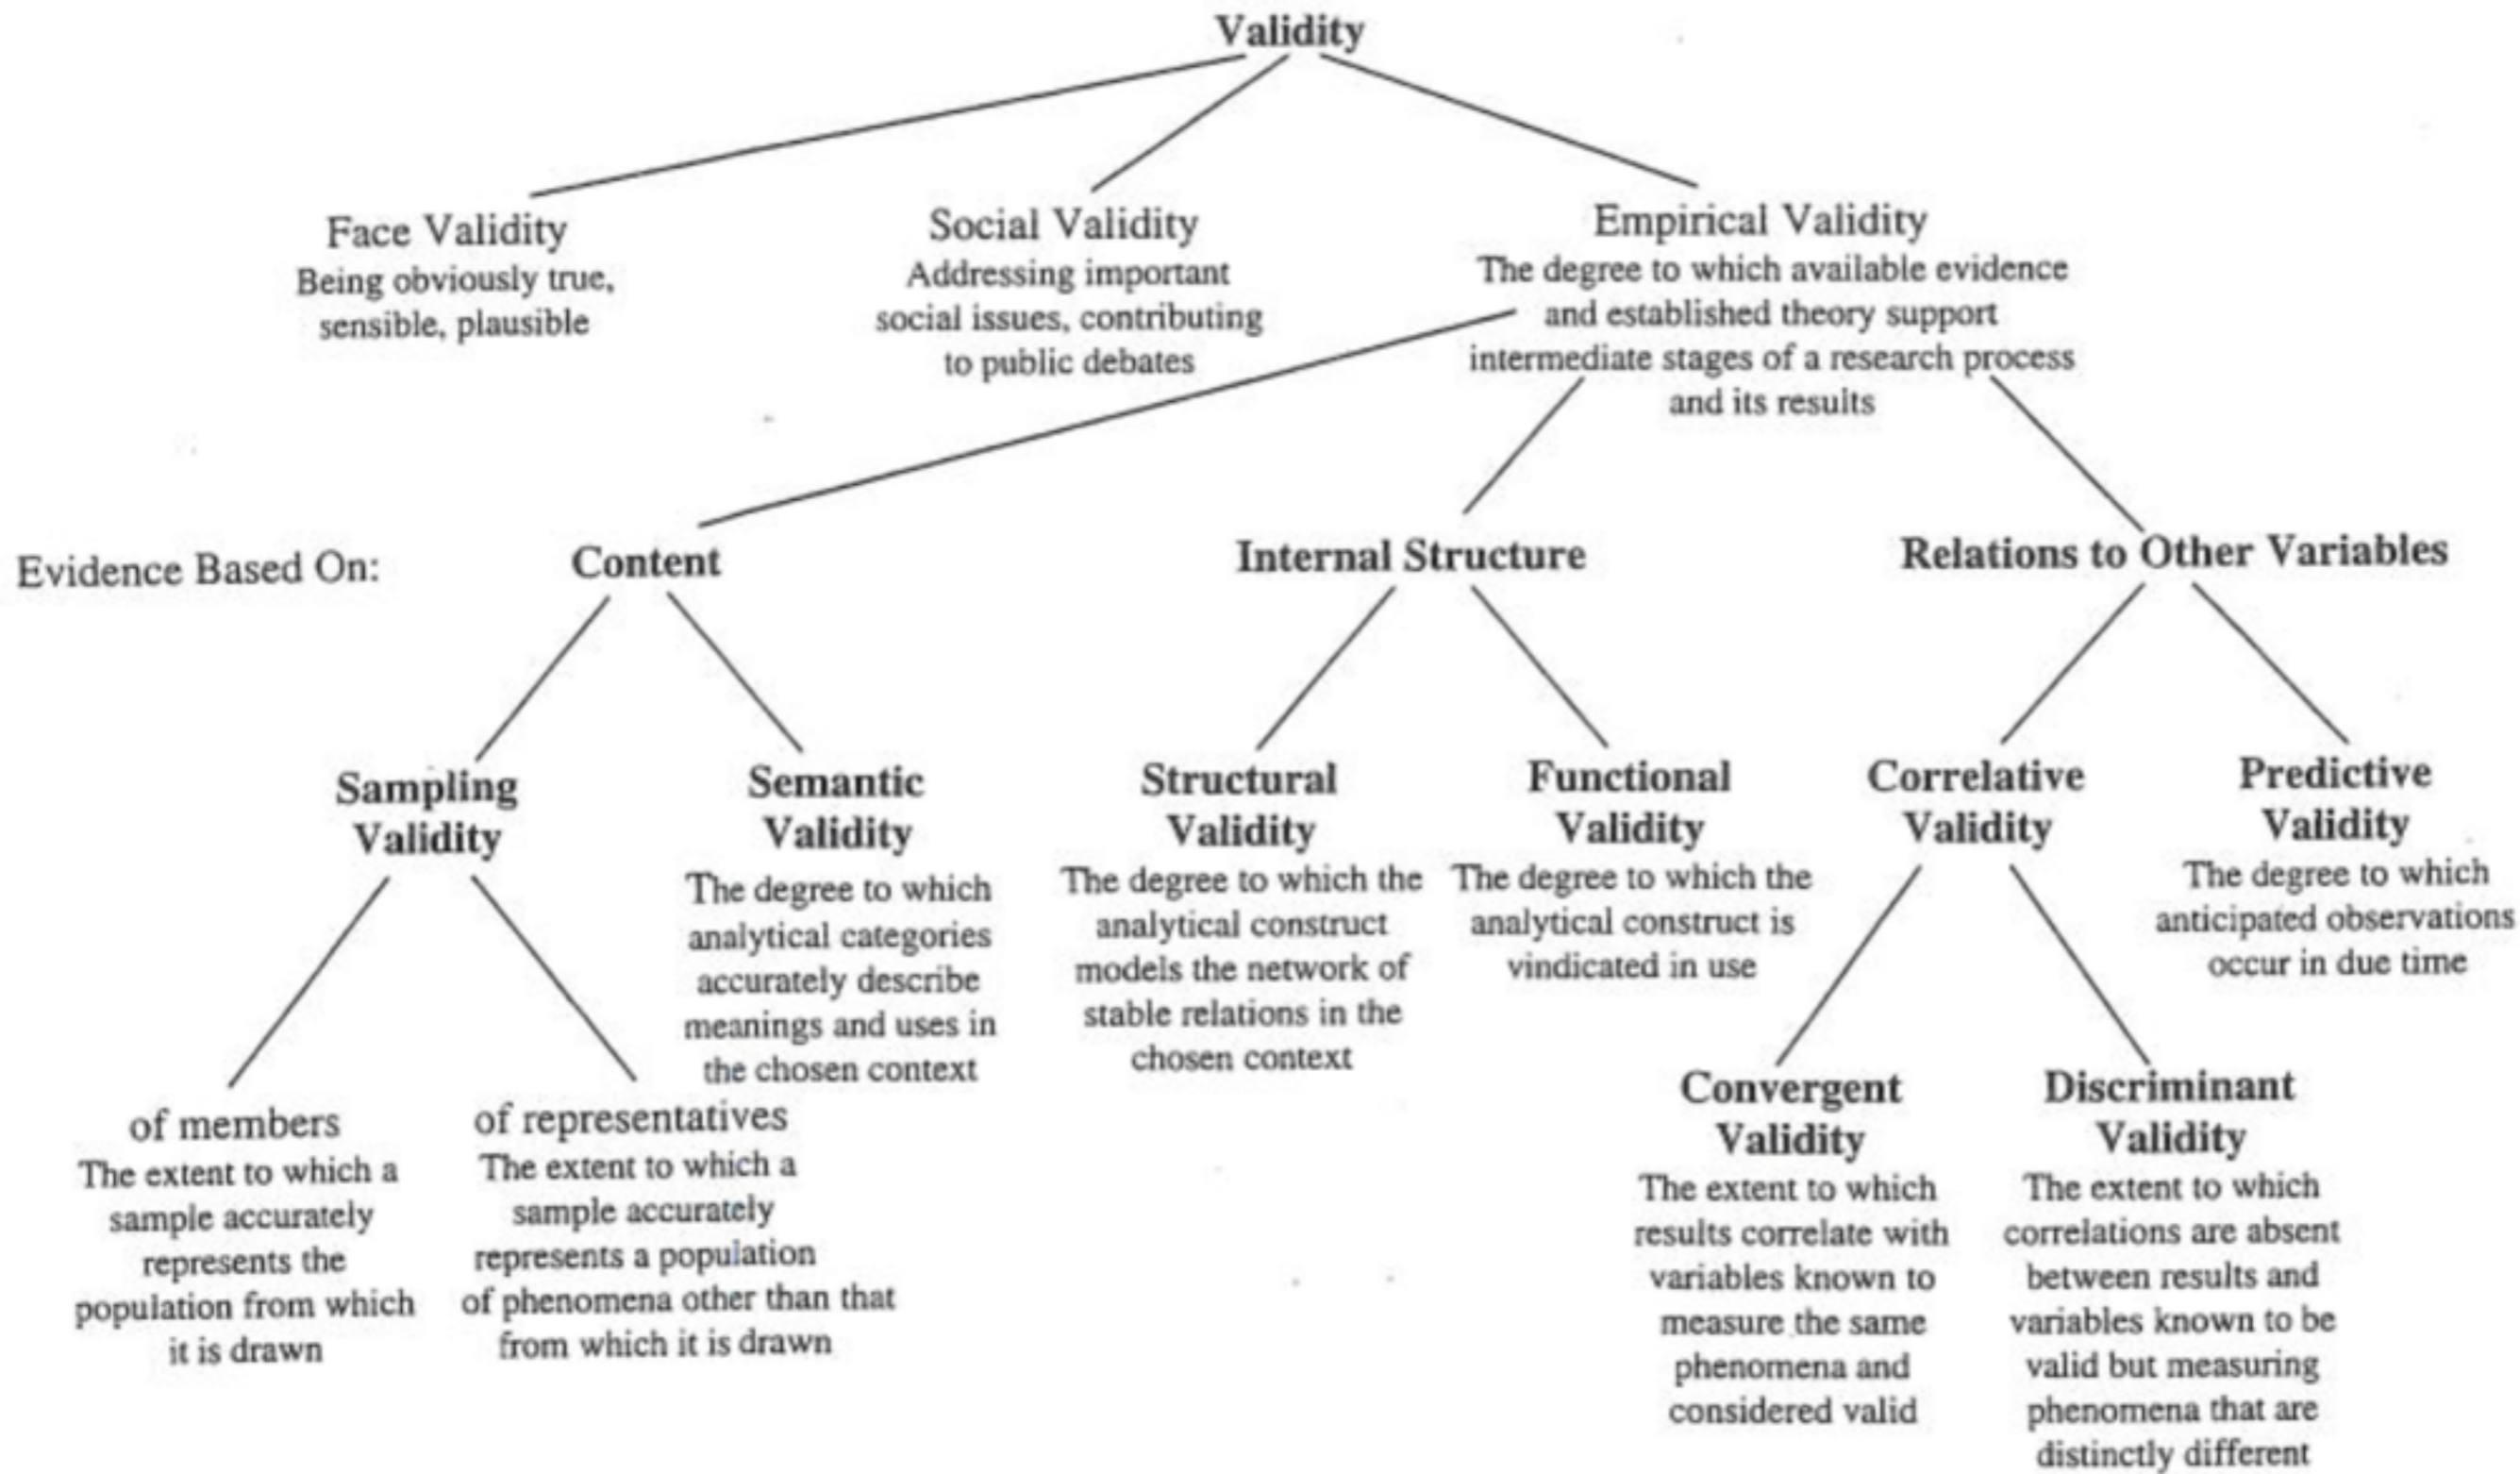 Validity
Face Validity
Being obviously true,
sensible, plausible
Social Validity
Addressing important
social issues, contributing
to public debates
Empirical Validity
The degree to which available evidence
and established theory support
intermediate stages of a research process
and its results
Evidence Based On:
Content
Internal Structure
Relations to Other Variables
Sampling
Validity
Semantic
Validity
The degree to which
analytical categories
accurately describe
meanings and uses in
the chosen context
Structural
Validity
The degree to which the
analytical construct
models the network of
stable relations in the
chosen context
Functional
Validity
The degree to which the
analytical construct is
vindicated in use
Correlative
Validity
Predictive
Validity
The degree to which
anticipated observations
occur in due time
of members
The extent to which a
sample accurately
represents the
population from which
it is drawn
of representatives
The extent to which a
sample accurately
represents a population
of phenomena other than that
from which it is drawn
Convergent
Validity
The extent to which
results correlate with
variables known to
measure the same
phenomena and
considered valid
Discriminant
Validity
The extent to which
correlations are absent
between results and
variables known to be
valid but measuring
phenomena that are
distinctly different